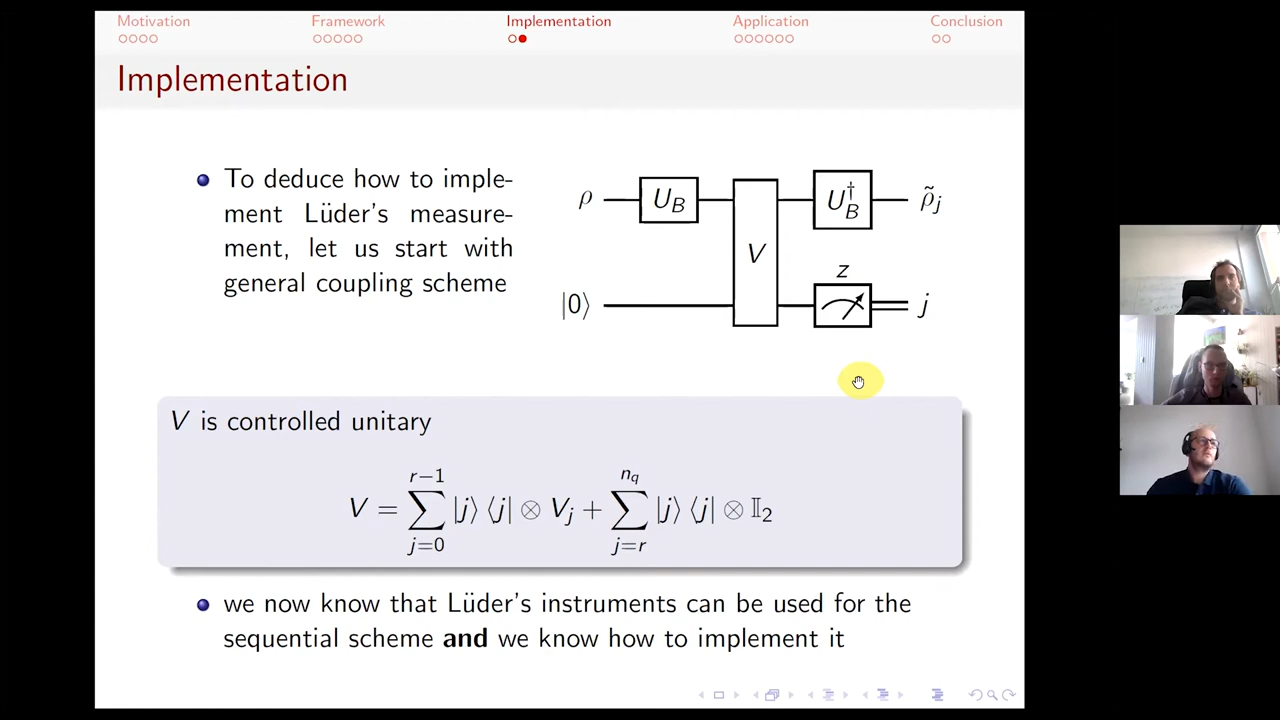 Motivation Framework Implementation Application Conclusion
Implementation
To deduce how to imple-
ment Lüder's measure-
ment, let us start with
general coupling scheme
ρ U_B V U_B^† ρ̃_j
|0⟩ z j
V is controlled unitary
V = ∑_{j=0}^{r−1} |j⟩ ⟨j| ⊗ V_j + ∑_{j=r}^{n_q} |j⟩ ⟨j| ⊗ 𝕀_2
we now know that Lüder's instruments can be used for the
sequential scheme and we know how to implement it